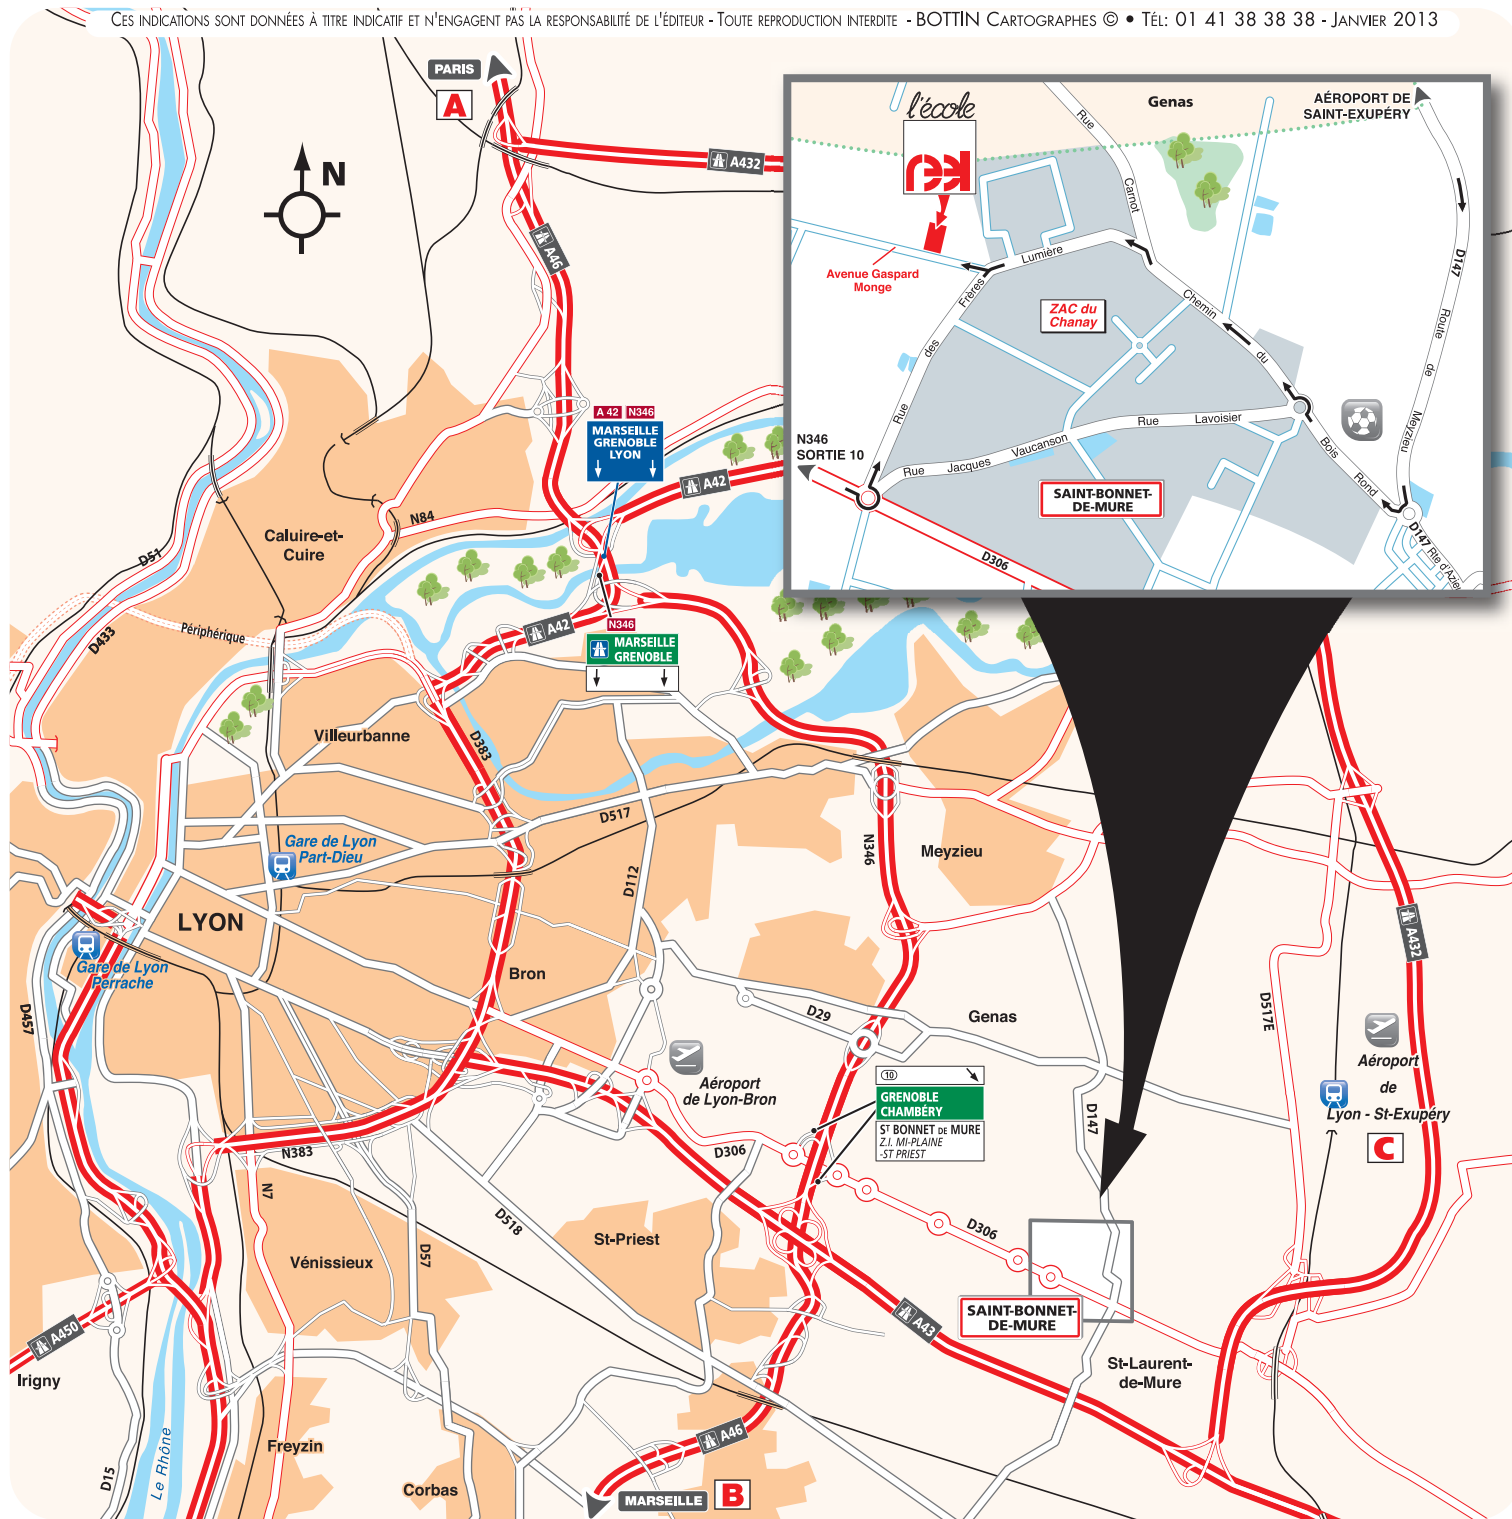 CES INDICATIONS SONT DONNÉES À TITRE INDICATIF ET N'ENGAGENT PAS LA RESPONSABILITÉ DE L'ÉDITEUR - TOUTE REPRODUCTION INTERDITE - BOTTIN CARTOGRAPHES © • TÉL: 01 41 38 38 38 - JANVIER 2013
PARIS
A
A432
N
A46
l'école
Genas
AÉROPORT DE
SAINT-EXUPÉRY
Rue
Carnot
Avenue Gaspard
Monge
Lumière
Frères
des
Rue
ZAC du
Chanay
Chemin
du
Bois
Rond
D147
Route
de
Meyzieu
Rue
Lavoisier
Rue
Jacques
Vaucanson
N346
SORTIE 10
SAINT-BONNET-
DE-MURE
D306
D147
Rte d'Azieu
A 42
N346
MARSEILLE
GRENOBLE
LYON
A42
N84
Caluire-et-
Cuire
D51
D433
Périphérique
A42
N346
MARSEILLE
GRENOBLE
Villeurbanne
D383
D517
D112
Gare de Lyon
Part-Dieu
N346
Meyzieu
LYON
Gare de Lyon
Perrache
Bron
A432
D457
D29
Genas
D517E
Aéroport
de Lyon-Bron
10
GRENOBLE
CHAMBÉRY
ST BONNET DE MURE
Z.I. MI-PLAINE
-ST PRIEST
D147
Aéroport
de
Lyon - St-Exupéry
C
N383
D306
N7
D518
D57
St-Priest
D306
Vénissieux
SAINT-BONNET-
DE-MURE
A43
A450
Irigny
St-Laurent-
de-Mure
Le Rhône
D15
Freyzin
Corbas
A46
MARSEILLE
B